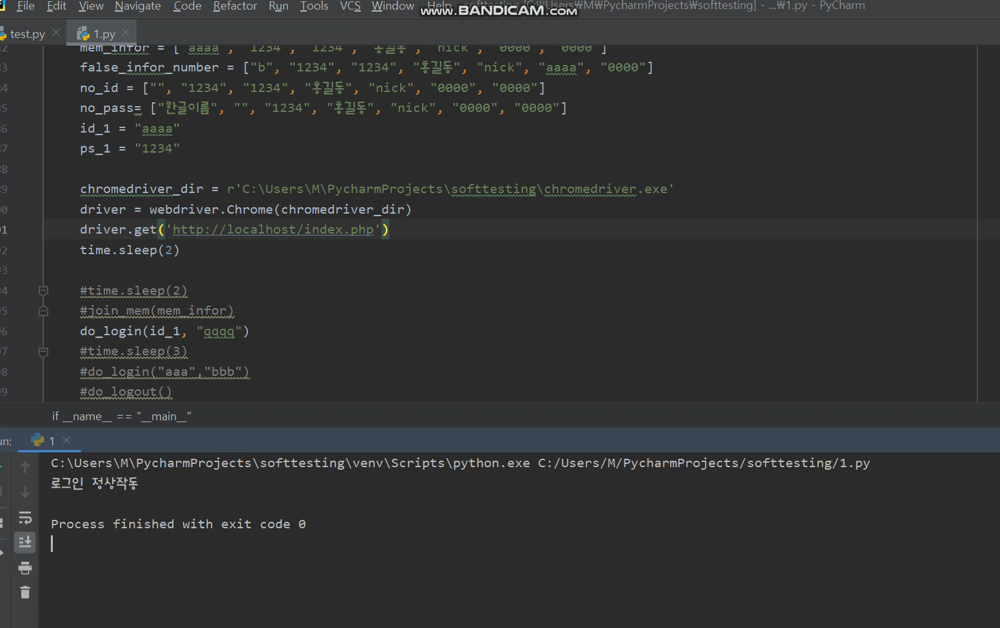 File Edit View Navigate Code Refactor Run Tools VCS Window Help softtesting [C:₩Users₩M₩PycharmProjects₩softtesting] - ...₩1.py - PyCharm
www.BANDICAM.com
test.py 1.py
mem_infor = ["aaaa", "1234", "1234", "홍길동", "nick", "0000", "0000"]
false_infor_number = ["b", "1234", "1234", "홍길동", "nick", "aaaa", "0000"]
no_id = ["", "1234", "1234", "홍길동", "nick", "0000", "0000"]
no_pass= ["한글이름", "", "1234", "홍길동", "nick", "0000", "0000"]
id_1 = "aaaa"
ps_1 = "1234"
chromedriver_dir = r'C:\Users\M\PycharmProjects\softtesting\chromedriver.exe'
driver = webdriver.Chrome(chromedriver_dir)
driver.get('http://localhost/index.php')
time.sleep(2)
#time.sleep(2)
#join_mem(mem_infor)
do_login(id_1, "qqqq")
#time.sleep(3)
#do_login("aaa","bbb")
#do_logout()
if __name__ == "__main__"
un: 1
C:\Users\M\PycharmProjects\softtesting\venv\Scripts\python.exe C:/Users/M/PycharmProjects/softtesting/1.py
로그인 정상작동
Process finished with exit code 0